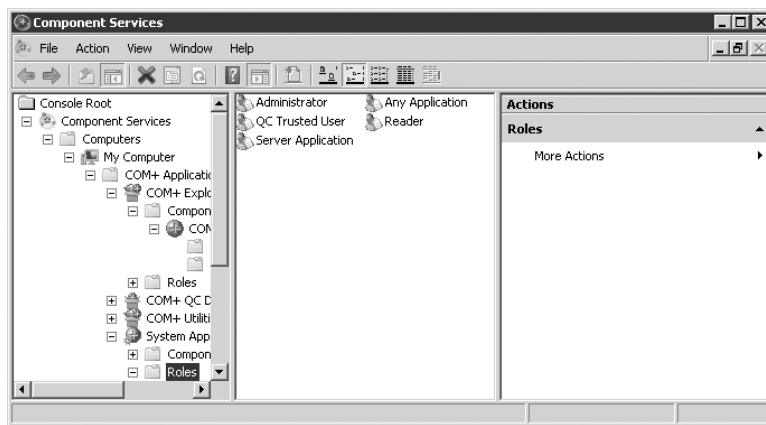 Component Services
File Action View Window Help
Console Root
Component Services
Computers
My Computer
COM+ Applicatic
COM+ Explo
Compon
CON
Roles
COM+ QC D
COM+ Utiliti
System App
Compon
Roles
Administrator Any Application
QC Trusted User Reader
Server Application
Actions
Roles
More Actions